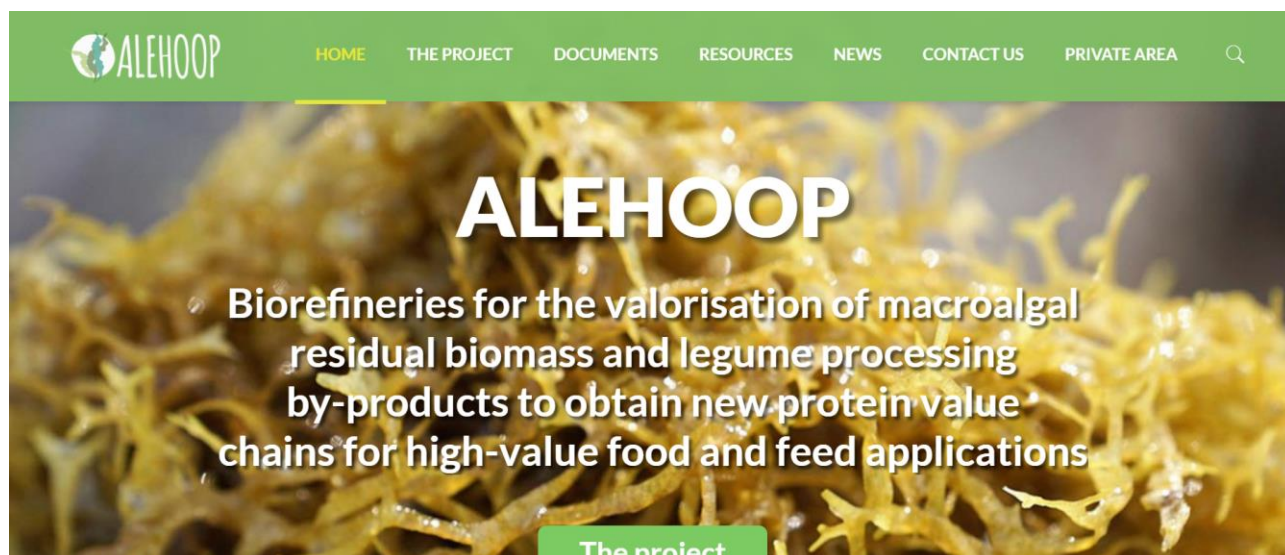 ALEHOOP
HOME THE PROJECT DOCUMENTS RESOURCES NEWS CONTACT US PRIVATE AREA
ALEHOOP
Biorefineries for the valorisation of macroalgal
residual biomass and legume processing
by-products to obtain new protein value
chains for high-value food and feed applications
The project